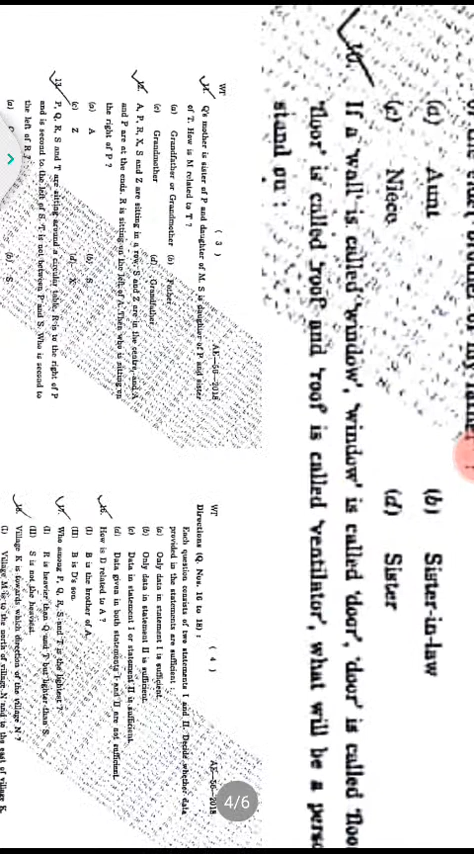 (a) Aunt (b) Sister-in-law
(c) Niece (d) Sister
10. If a 'wall' is called 'window', 'window' is called 'door', 'door' is called 'floo
'floor' is called 'roof' and 'roof' is called 'ventilator', what will be a perso
stand on :
WT ( 3 ) AE—56—2018
11. Q's mother is sister of P and daughter of M. S is daughter of P and sister
of T. How is M related to T ?
(a) Grandfather or Grandmother (b) Father
(c) Grandmother (d) Grandfather
12. A, P, R, X, S and Z are sitting in a row. S and Z are in the centre, and A
and P are at the ends. R is sitting on the left of A. Then who is sitting on
the right of P ?
(a) A (b) S
(c) Z (d) X
13. P, Q, R, S and T are sitting around a circular table. R is to the right of P
and is second to the left of S. T is not between P and S. Who is second to
the left of R ?
(a) (b) S
WT ( 4 ) AE—56—2018
Directions (Q. Nos. 16 to 18) :
Each question consists of two statements I and II. Decide whether data
provided in the statements are sufficient :
(a) Only data in statement I is sufficient.
(b) Only data in statement II is sufficient.
(c) Data in statement I or statement II is sufficient.
(d) Data given in both statements I and II are not sufficient.
16. How is D related to A ?
(I) B is the brother of A.
(II) B is D's son.
17. Who among P, Q, R, S and T is the lightest ?
(I) R is heavier than Q and P but lighter than S.
(II) S is not the heaviest.
18. Village K is towards which direction of the village N ?
(I) Village M is to the north of village N and to the east of village K.
4/6